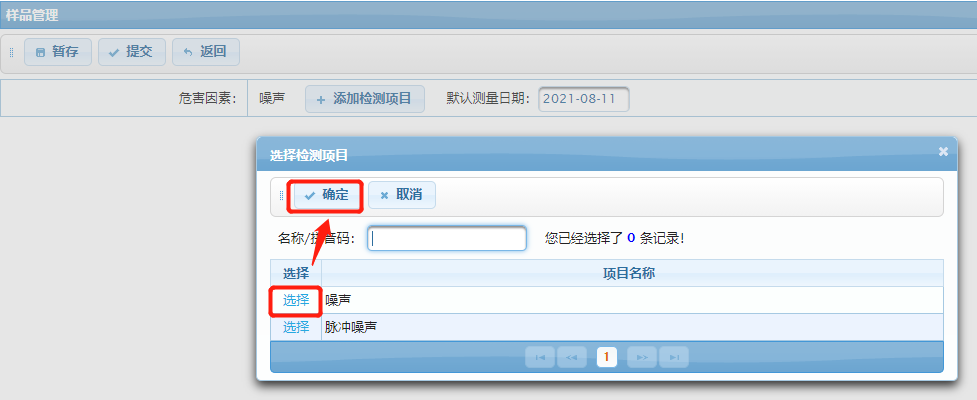 样品管理
暂存 提交 返回
危害因素： 噪声 添加检测项目 默认测量日期： 2021-08-11
选择检测项目
确定 取消
名称/拼音码： 您已经选择了 0 条记录！
选择 项目名称
选择 噪声
选择 脉冲噪声
1